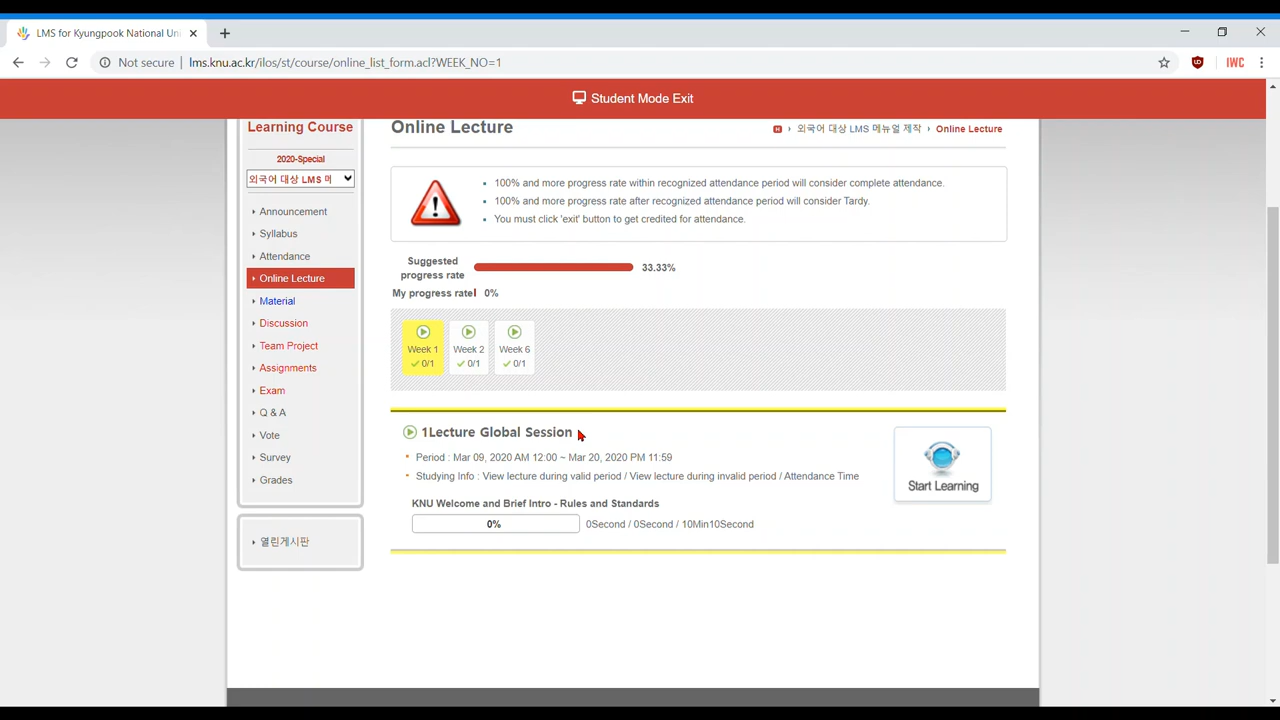 LMS for Kyungpook National Uni
Not secure | lms.knu.ac.kr/ilos/st/course/online_list_form.acl?WEEK_NO=1
IWC
Student Mode Exit
Learning Course
2020-Special
외국어 대상 LMS 메
Announcement
Syllabus
Attendance
Online Lecture
Material
Discussion
Team Project
Assignments
Exam
Q & A
Vote
Survey
Grades
열린게시판
Online Lecture
외국어 대상 LMS 메뉴얼 제작 › Online Lecture
100% and more progress rate within recognized attendance period will consider complete attendance.
100% and more progress rate after recognized attendance period will consider Tardy.
You must click 'exit' button to get credited for attendance.
Suggested
progress rate
33.33%
My progress rate 0%
Week 1
0/1
Week 2
0/1
Week 6
0/1
1Lecture Global Session
Period : Mar 09, 2020 AM 12:00 ~ Mar 20, 2020 PM 11:59
Studying Info : View lecture during valid period / View lecture during invalid period / Attendance Time
KNU Welcome and Brief Intro - Rules and Standards
0% 0Second / 0Second / 10Min10Second
Start Learning